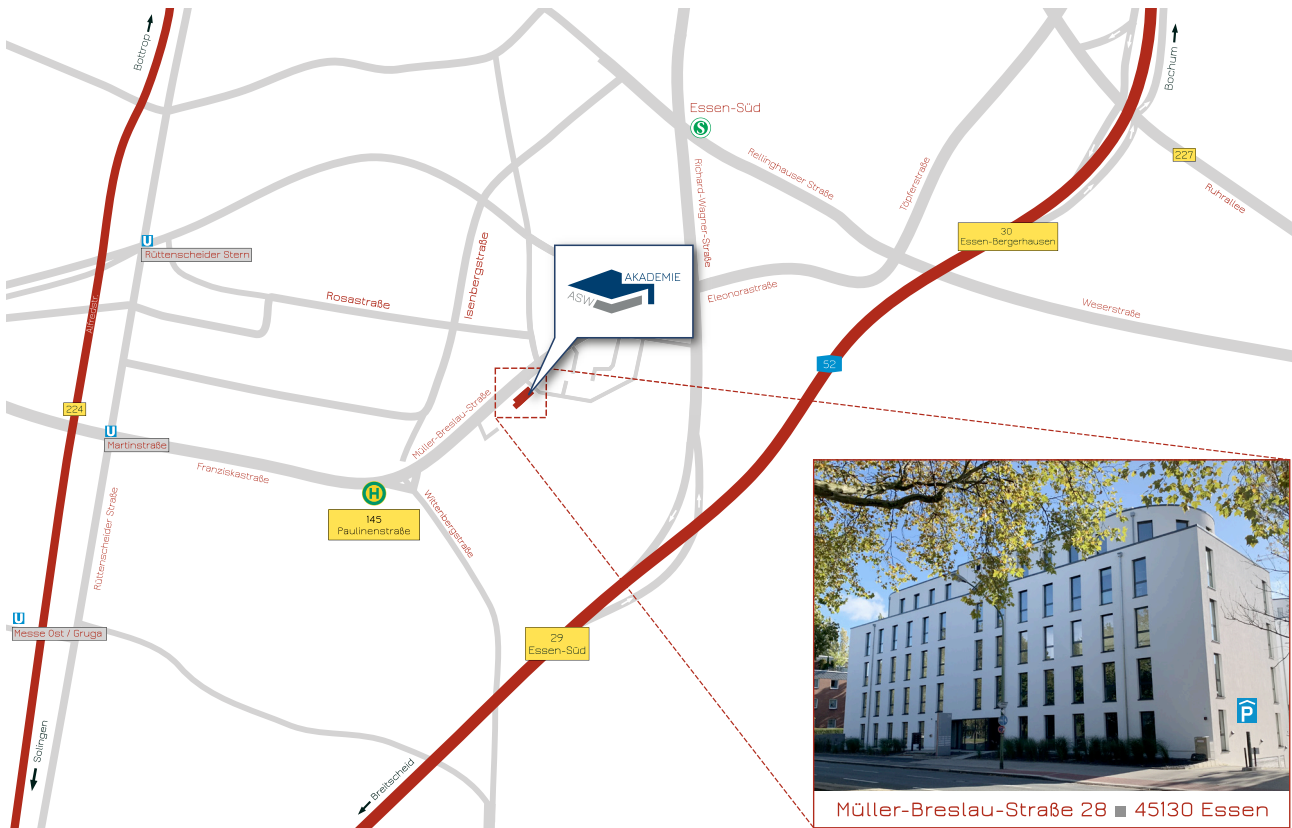 Bottrop
Bochum
Essen-Süd
S
Rellinghauser Straße
Richard-Wagner-Straße
Töpferstraße
227
Ruhrallee
30
Essen-Bergerhausen
U
Rüttenscheider Stern
AKADEMIE
ASW
Isenbergstraße
Rosastraße
Eleonorastraße
Weserstraße
Alfredstr.
52
224
U
Martinstraße
Müller-Breslau-Straße
Franziskastraße
H
145
Paulinenstraße
Wittenbergstraße
Rüttenscheider Straße
U
Messe Ost / Gruga
29
Essen-Süd
Solingen
Breitscheid
P
Müller-Breslau-Straße 28 ■ 45130 Essen